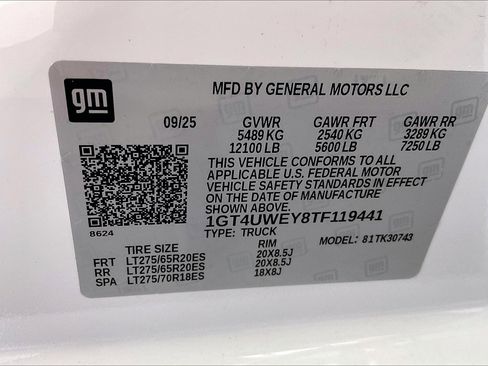 gm
MFD BY GENERAL MOTORS LLC
09/25 GVWR GAWR FRT GAWR RR
5489 KG 2540 KG 3289 KG
12100 LB 5600 LB 7250 LB
THIS VEHICLE CONFORMS TO ALL
APPLICABLE U.S. FEDERAL MOTOR
VEHICLE SAFETY STANDARDS IN EFFECT
ON THE DATE OF MANUFACTURE
1GT4UWEY8TF119441
8624 TYPE: TRUCK MODEL: 81TK30743
TIRE SIZE RIM
FRT LT275/65R20ES 20X8.5J
RR LT275/65R20ES 20X8.5J
SPA LT275/70R18ES 18X8J